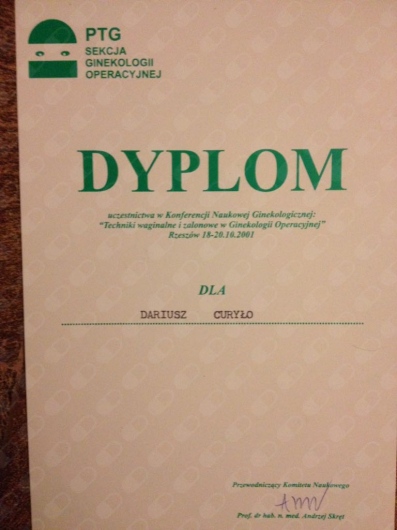 PTG
SEKCJA
GINEKOLOGII
OPERACYJNEJ
DYPLOM
uczestnictwa w Konferencji Naukowej Ginekologicznej:
"Techniki waginalne i załonowe w Ginekologii Operacyjnej"
Rzeszów 18-20.10.2001
DLA
DARIUSZ CURYŁO
Przewodniczący Komitetu Naukowego
Prof. dr hab. n. med. Andrzej Skręt